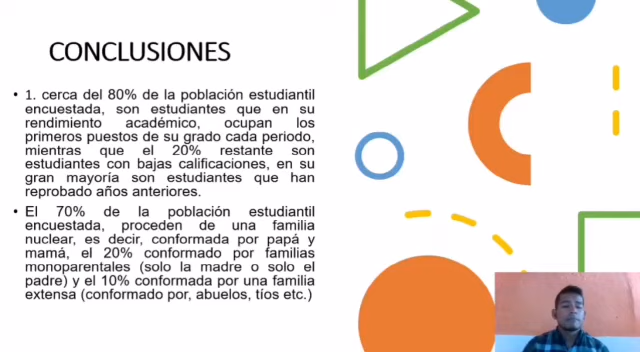 CONCLUSIONES
• 1. cerca del 80% de la población estudiantil
encuestada, son estudiantes que en su
rendimiento académico, ocupan los
primeros puestos de su grado cada periodo,
mientras que el 20% restante son
estudiantes con bajas calificaciones, en su
gran mayoría son estudiantes que han
reprobado años anteriores.
• El 70% de la población estudiantil
encuestada, proceden de una familia
nuclear, es decir, conformada por papá y
mamá, el 20% conformado por familias
monoparentales (solo la madre o solo el
padre) y el 10% conformada por una familia
extensa (conformado por, abuelos, tíos etc.)